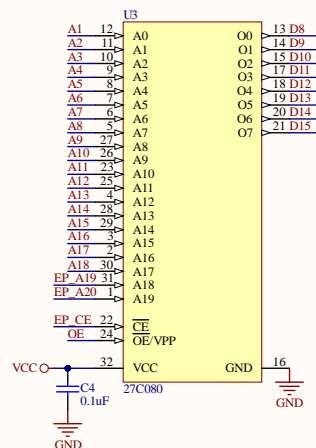 U3
A1 12 A0 O0 13 D8
A2 11 A1 O1 14 D9
A3 10 A2 O2 15 D10
A4 9 A3 O3 17 D11
A5 8 A4 O4 18 D12
A6 7 A5 O5 19 D13
A7 6 A6 O6 20 D14
A8 5 A7 O7 21 D15
A9 27 A8
A10 26 A9
A11 23 A10
A12 25 A11
A13 4 A12
A14 28 A13
A15 29 A14
A16 3 A15
A17 2 A16
A18 30 A17
EP_A19 31 A18
EP_A20 1 A19
EP_CE 22 CE
OE 24 OE/VPP
VCC 32 VCC GND 16
C4 27C080
0.1uF GND
GND